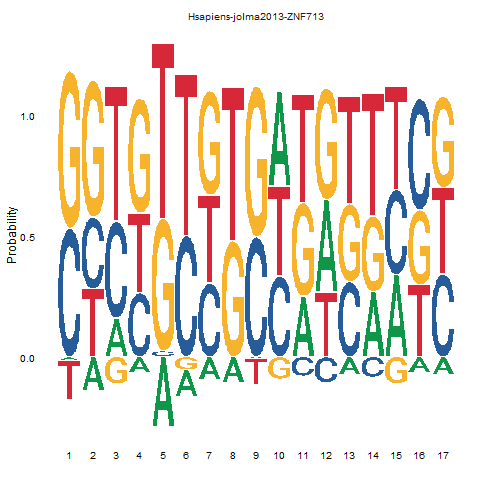 Hsapiens-jolma2013-ZNF713
Probability
1.0
0.5
0.0
G G T G T T G T G A T G T T T C G
C C C T G C T G C T G A G G C G T
T A C C C C A T C A A T C
A G A A G A A A T G C C A C G A A
1 2 3 4 5 6 7 8 9 10 11 12 13 14 15 16 17